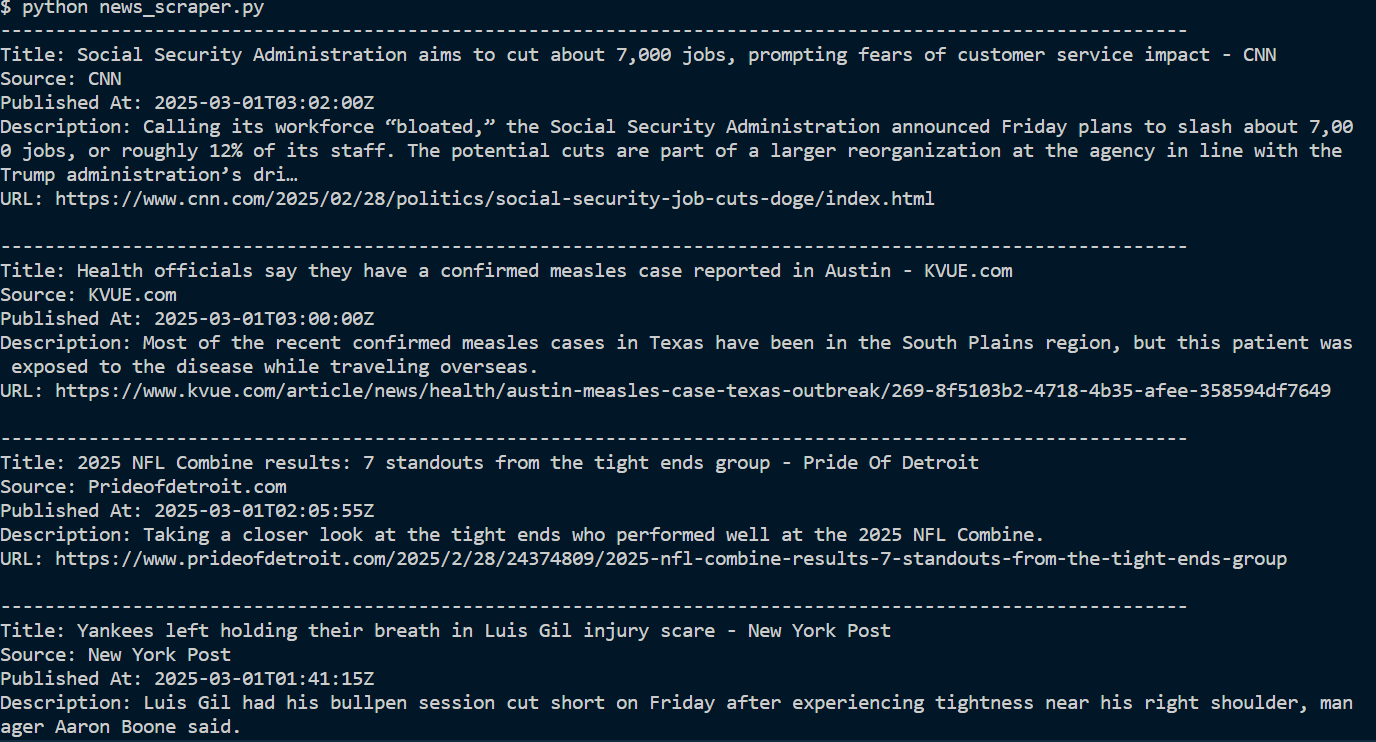 $ python news_scraper.py
------------------------------------------------------------------------------------------------------------
Title: Social Security Administration aims to cut about 7,000 jobs, prompting fears of customer service impact - CNN
Source: CNN
Published At: 2025-03-01T03:02:00Z
Description: Calling its workforce “bloated,” the Social Security Administration announced Friday plans to slash about 7,00
0 jobs, or roughly 12% of its staff. The potential cuts are part of a larger reorganization at the agency in line with the
Trump administration’s dri…
URL: https://www.cnn.com/2025/02/28/politics/social-security-job-cuts-doge/index.html

------------------------------------------------------------------------------------------------------------
Title: Health officials say they have a confirmed measles case reported in Austin - KVUE.com
Source: KVUE.com
Published At: 2025-03-01T03:00:00Z
Description: Most of the recent confirmed measles cases in Texas have been in the South Plains region, but this patient was
 exposed to the disease while traveling overseas.
URL: https://www.kvue.com/article/news/health/austin-measles-case-texas-outbreak/269-8f5103b2-4718-4b35-afee-358594df7649

------------------------------------------------------------------------------------------------------------
Title: 2025 NFL Combine results: 7 standouts from the tight ends group - Pride Of Detroit
Source: Prideofdetroit.com
Published At: 2025-03-01T02:05:55Z
Description: Taking a closer look at the tight ends who performed well at the 2025 NFL Combine.
URL: https://www.prideofdetroit.com/2025/2/28/24374809/2025-nfl-combine-results-7-standouts-from-the-tight-ends-group

------------------------------------------------------------------------------------------------------------
Title: Yankees left holding their breath in Luis Gil injury scare - New York Post
Source: New York Post
Published At: 2025-03-01T01:41:15Z
Description: Luis Gil had his bullpen session cut short on Friday after experiencing tightness near his right shoulder, man
ager Aaron Boone said.